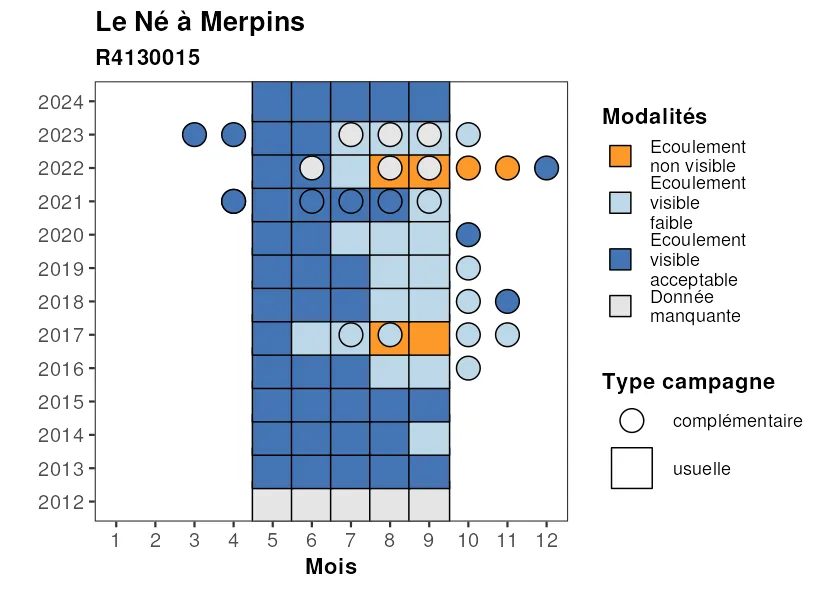 Le Né à Merpins
R4130015
2024
2023
2022
2021
2020
2019
2018
2017
2016
2015
2014
2013
2012
1 2 3 4 5 6 7 8 9 10 11 12
Mois
Modalités
Ecoulement
non visible
Ecoulement
visible
faible
Ecoulement
visible
acceptable
Donnée
manquante
Type campagne
complémentaire
usuelle